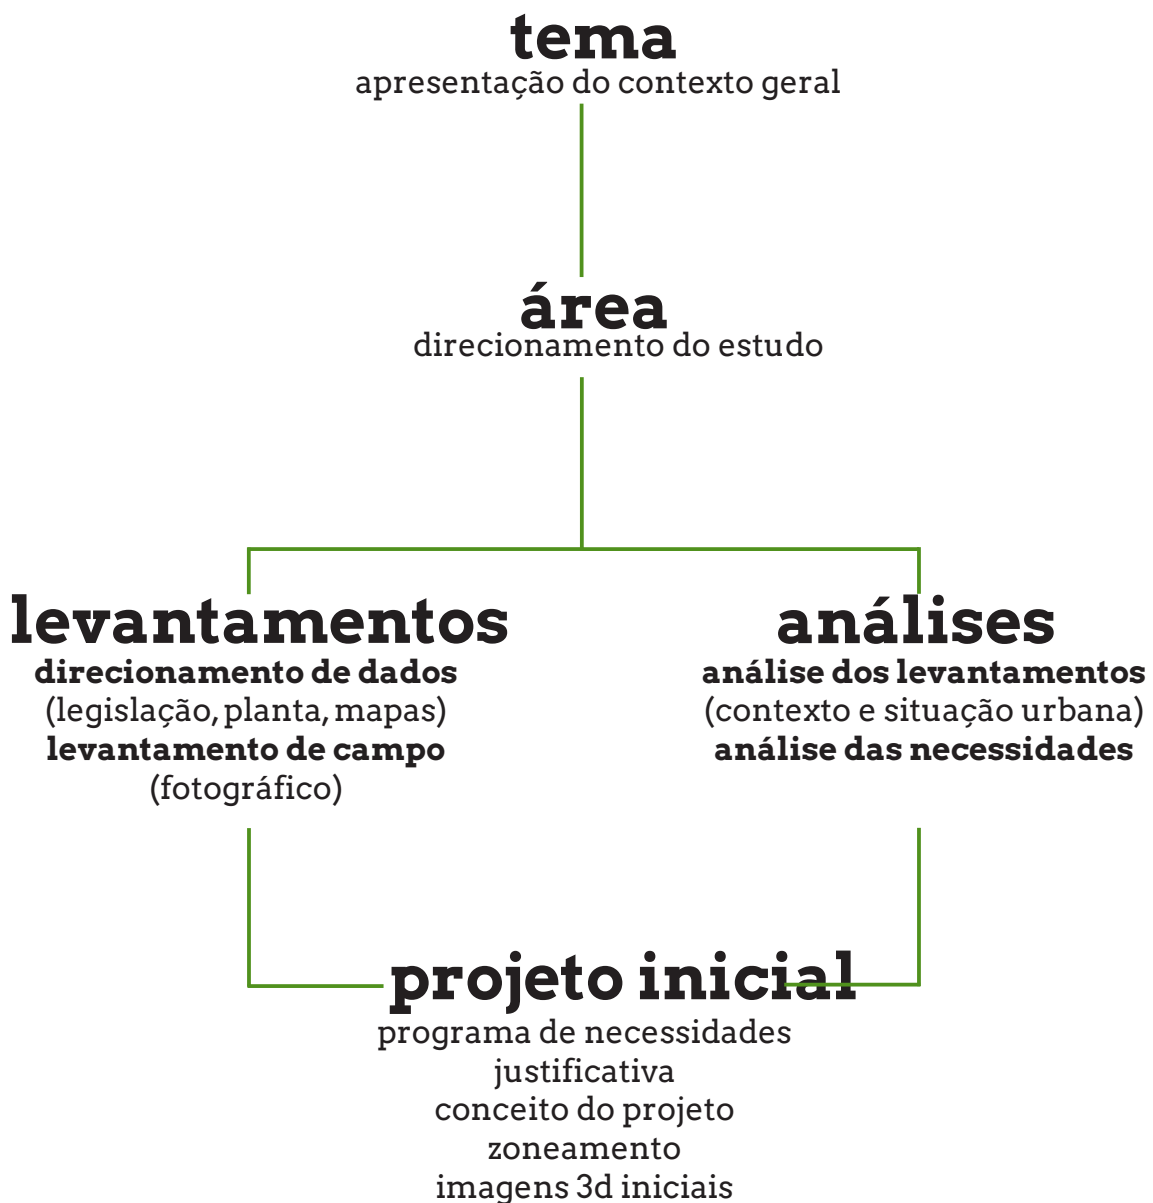 tema
apresentação do contexto geral
área
direcionamento do estudo
levantamentos
direcionamento de dados
(legislação, planta, mapas)
levantamento de campo
(fotográfico)
análises
análise dos levantamentos
(contexto e situação urbana)
análise das necessidades
projeto inicial
programa de necessidades
justificativa
conceito do projeto
zoneamento
imagens 3d iniciais